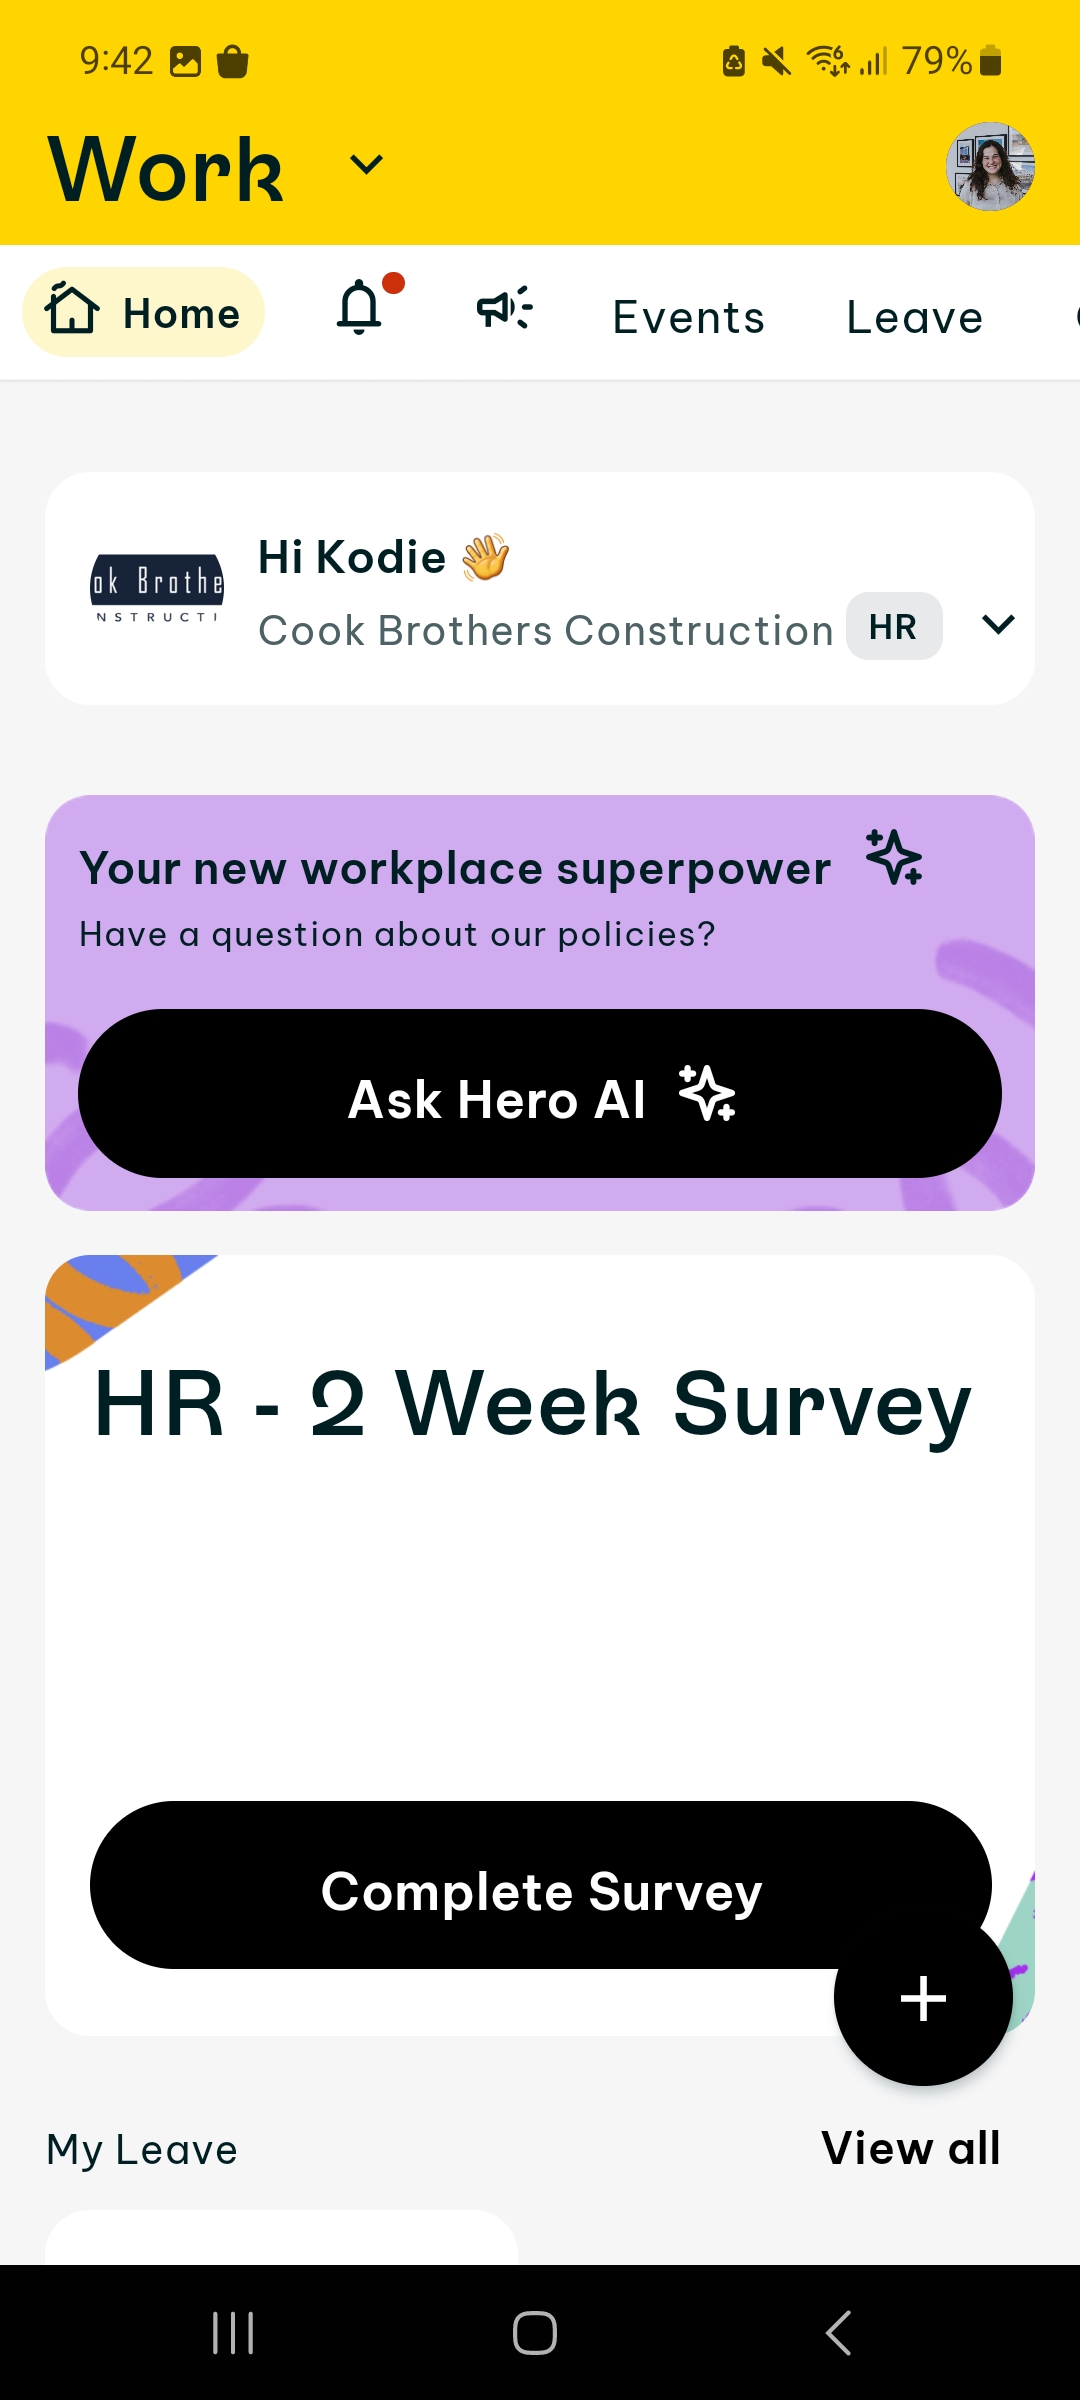 9:42
79%
Work
Home
Events
Leave
Hi Kodie 👋
ok Brothe
NSTRUCTI
Cook Brothers Construction
HR
Your new workplace superpower
Have a question about our policies?
Ask Hero AI
HR - 2 Week Survey
Complete Survey
+
My Leave
View all